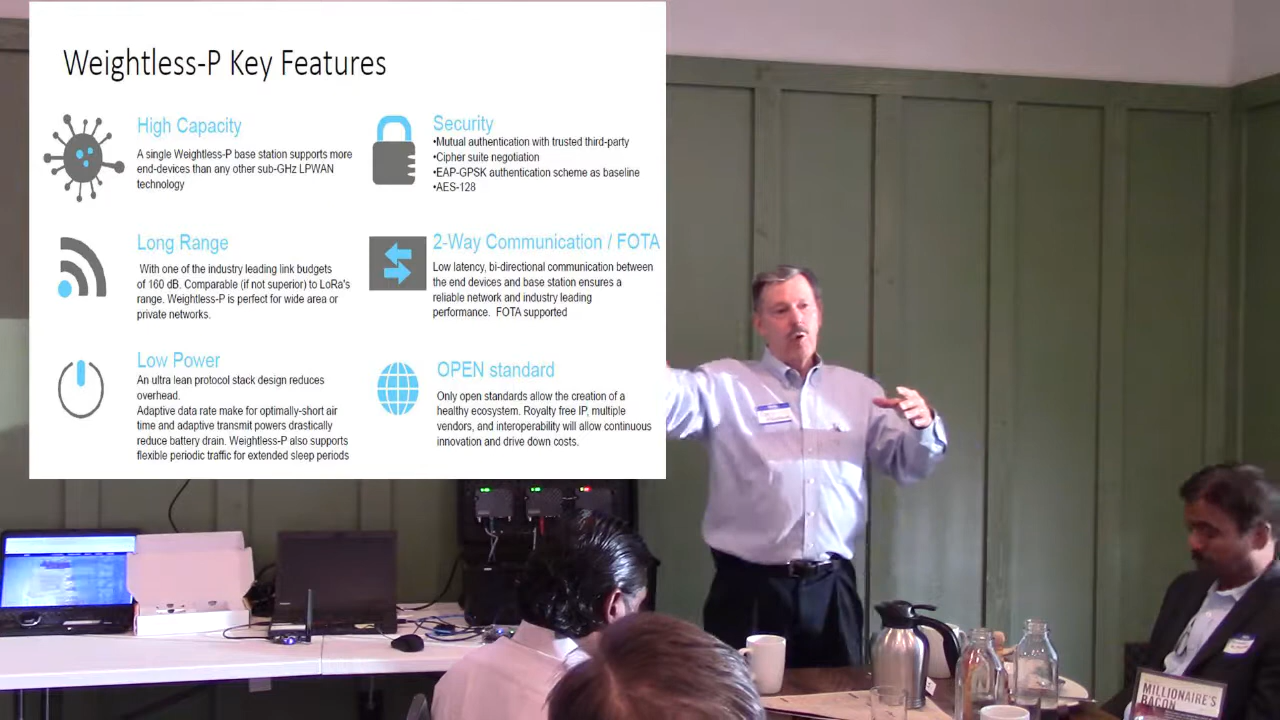 Weightless-P Key Features
High Capacity
A single Weightless-P base station supports more
end-devices than any other sub-GHz LPWAN
technology
Security
•Mutual authentication with trusted third-party
•Cipher suite negotiation
•EAP-GPSK authentication scheme as baseline
•AES-128
Long Range
With one of the industry leading link budgets
of 160 dB. Comparable (if not superior) to LoRa's
range. Weightless-P is perfect for wide area or
private networks.
2-Way Communication / FOTA
Low latency, bi-directional communication between
the end devices and base station ensures a
reliable network and industry leading
performance. FOTA supported
Low Power
An ultra lean protocol stack design reduces
overhead.
Adaptive data rate make for optimally-short air
time and adaptive transmit powers drastically
reduce battery drain. Weightless-P also supports
flexible periodic traffic for extended sleep periods
OPEN standard
Only open standards allow the creation of a
healthy ecosystem. Royalty free IP, multiple
vendors, and interoperability will allow continuous
innovation and drive down costs.
MILLIONAIRE'S
BACON